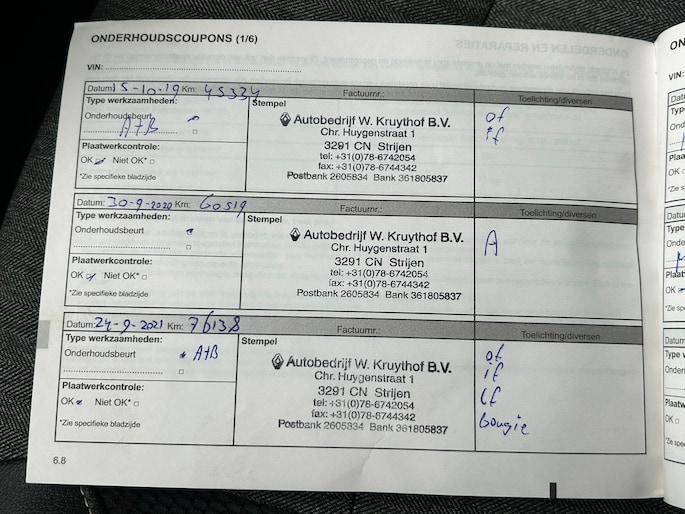 ONDERHOUDSCOUPONS (1/6)
VIN:
Datum: 15-10-19 Km: 45334 Factuurnr.: Toelichting/diversen
Type werkzaamheden: Stempel
Onderhoudsbeurt
A+B
Plaatwerkcontrole:
OK Niet OK*
*Zie specifieke bladzijde
Autobedrijf W. Kruythof B.V.
Chr. Huygenstraat 1
3291 CN Strijen
tel: +31(0)78-6742054
fax: +31(0)78-6744342
Postbank 2605834 Bank 361805837
of
if
Datum: 30-9-2020 Km: 60519 Factuurnr.: Toelichting/diversen
Type werkzaamheden: Stempel
Onderhoudsbeurt
Plaatwerkcontrole:
OK Niet OK*
*Zie specifieke bladzijde
Autobedrijf W. Kruythof B.V.
Chr. Huygenstraat 1
3291 CN Strijen
tel: +31(0)78-6742054
fax: +31(0)78-6744342
Postbank 2605834 Bank 361805837
A
Datum: 24-9-2021 Km: 76138 Factuurnr.: Toelichting/diversen
Type werkzaamheden: Stempel
Onderhoudsbeurt A+B
Plaatwerkcontrole:
OK Niet OK*
*Zie specifieke bladzijde
Autobedrijf W. Kruythof B.V.
Chr. Huygenstraat 1
3291 CN Strijen
tel: +31(0)78-6742054
fax: +31(0)78-6744342
Postbank 2605834 Bank 361805837
of
if
Lf
bougie
6.8